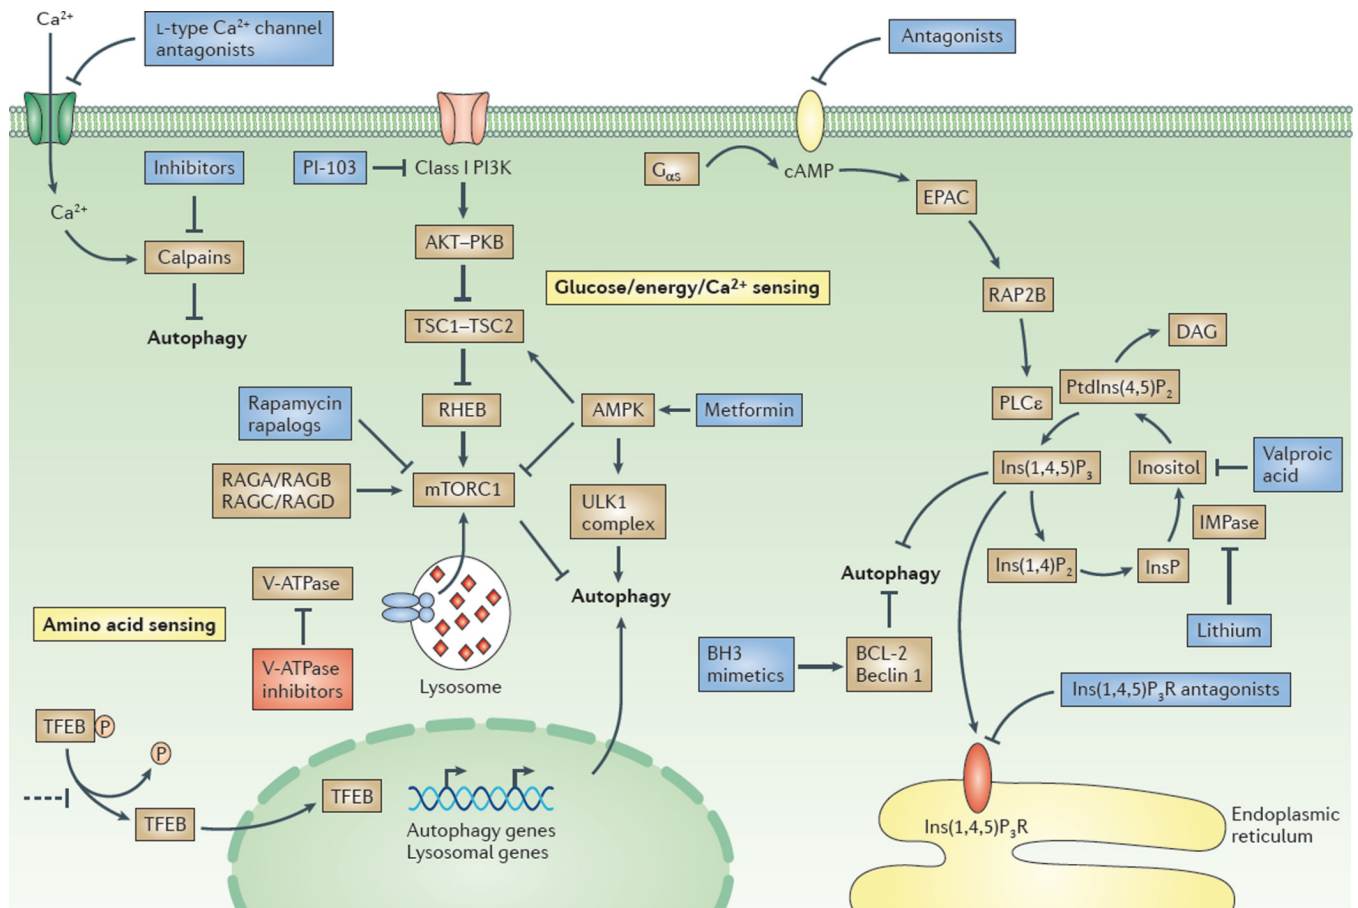 Ca²⁺
L-type Ca²⁺ channel
antagonists
Antagonists
Inhibitors
PI-103
Class I PI3K
Gαs
cAMP
EPAC
Ca²⁺
Calpains
AKT–PKB
Glucose/energy/Ca²⁺ sensing
RAP2B
Autophagy
TSC1–TSC2
DAG
Rapamycin
rapalogs
RHEB
AMPK
Metformin
PLCε
PtdIns(4,5)P₂
RAGA/RAGB
RAGC/RAGD
mTORC1
Ins(1,4,5)P₃
Inositol
Valproic
acid
ULK1
complex
IMPase
V-ATPase
Autophagy
Autophagy
Ins(1,4)P₂
InsP
Amino acid sensing
Lithium
V-ATPase
inhibitors
Lysosome
BH3
mimetics
BCL-2
Beclin 1
Ins(1,4,5)P₃R antagonists
TFEB
P
P
TFEB
TFEB
Autophagy genes
Lysosomal genes
Ins(1,4,5)P₃R
Endoplasmic
reticulum